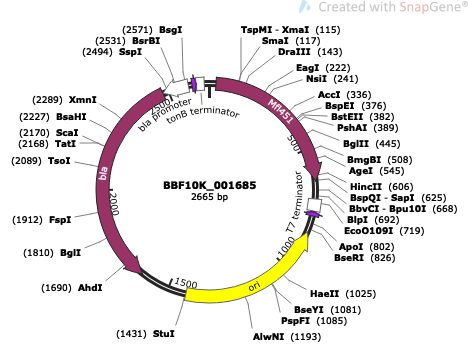 Created with SnapGene®
(2571) BsgI
(2531) BsrBI
(2494) SspI
TspMI - XmaI (115)
SmaI (117)
DraIII (143)
EagI (222)
NsiI (241)
AccI (336)
BspEI (376)
BstEII (382)
PshAI (389)
BglII (445)
BmgBI (508)
AgeI (545)
HincII (606)
BspQI - SapI (625)
BbvCI - Bpu10I (668)
BlpI (692)
EcoO109I (719)
ApoI (802)
BseRI (826)
HaeII (1025)
BseYI (1081)
PspFI (1085)
AlwNI (1193)
(1431) StuI
(1690) AhdI
(1810) BglI
(1912) FspI
(2089) TsoI
(2168) TatI
(2170) ScaI
(2227) BsaHI
(2289) XmnI
bla promoter
tonB terminator
Mfl451
T7 terminator
ori
bla
500
1000
1500
2000
2500
BBF10K_001685
2665 bp